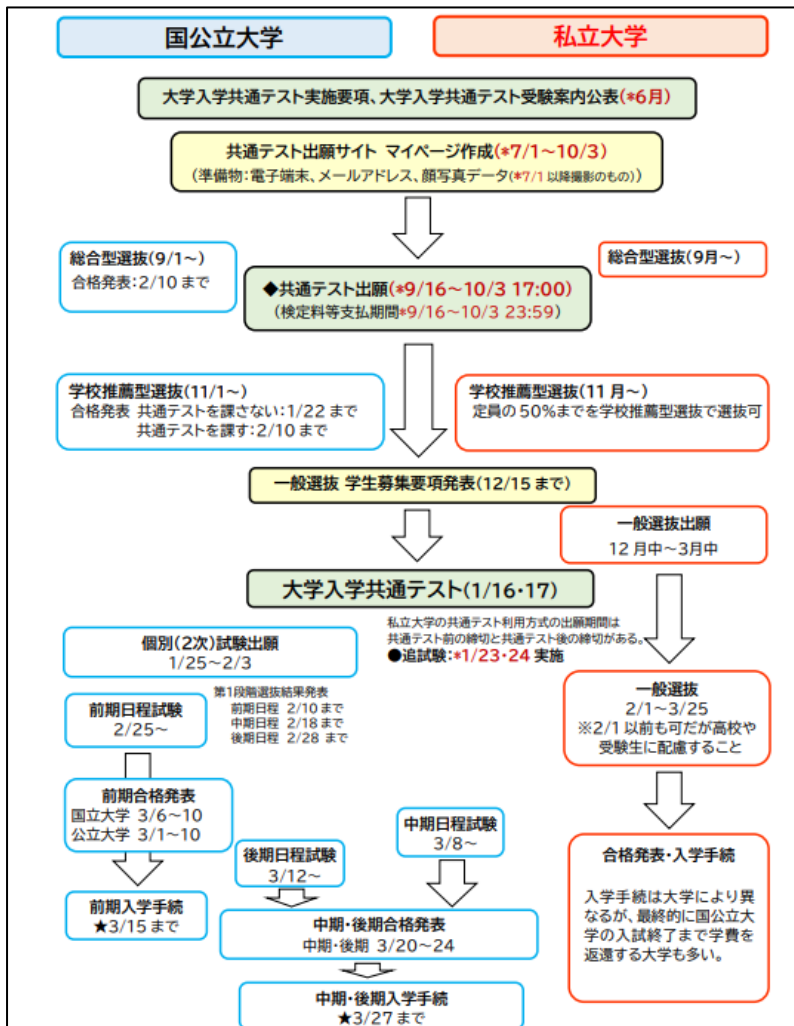 国公立大学
私立大学
大学入学共通テスト実施要項、大学入学共通テスト受験案内公表(*6月)
共通テスト出願サイト マイページ作成(*7/1~10/3)
(準備物:電子端末、メールアドレス、顔写真データ(*7/1以降撮影のもの))
総合型選抜(9/1~)
合格発表:2/10まで
総合型選抜(9月~)
◆共通テスト出願(*9/16~10/3 17:00)
(検定料等支払期間*9/16~10/3 23:59)
学校推薦型選抜(11/1~)
合格発表 共通テストを課さない:1/22まで
共通テストを課す:2/10まで
学校推薦型選抜(11月~)
定員の50%までを学校推薦型選抜で選抜可
一般選抜 学生募集要項発表(12/15まで)
一般選抜出願
12月中~3月中
大学入学共通テスト(1/16・17)
私立大学の共通テスト利用方式の出願期間は
共通テスト前の締切と共通テスト後の締切がある。
●追試験:*1/23・24 実施
個別(2次)試験出願
1/25~2/3
前期日程試験
2/25~
第1段階選抜結果発表
前期日程 2/10まで
中期日程 2/18まで
後期日程 2/28まで
一般選抜
2/1~3/25
※2/1以前も可だが高校や
受験生に配慮すること
前期合格発表
国立大学 3/6~10
公立大学 3/1~10
中期日程試験
3/8~
後期日程試験
3/12~
合格発表・入学手続
入学手続は大学により異
なるが、最終的に国公立大
学の入試終了まで学費を
返還する大学も多い。
前期入学手続
★3/15まで
中期・後期合格発表
中期・後期 3/20~24
中期・後期入学手続
★3/27まで